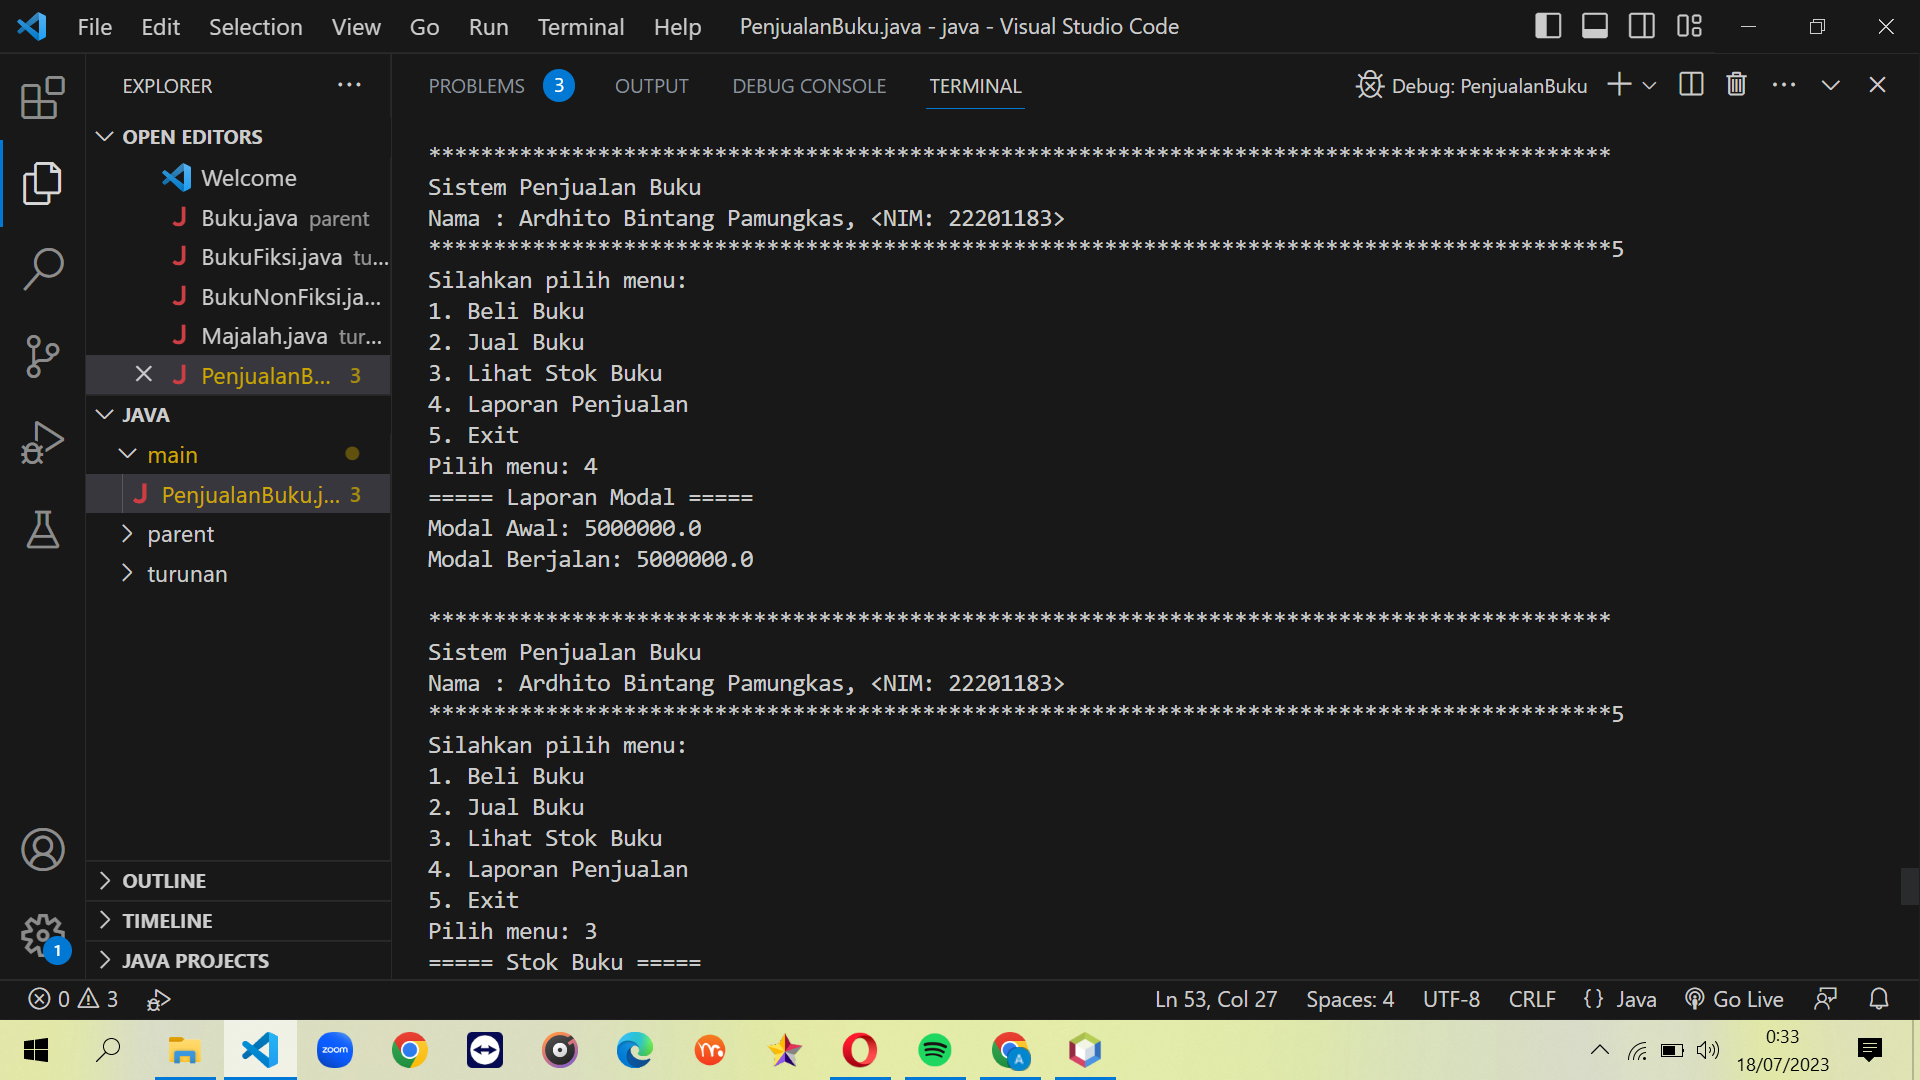 File Edit Selection View Go Run Terminal Help PenjualanBuku.java - java - Visual Studio Code
EXPLORER
OPEN EDITORS
Welcome
Buku.java parent
BukuFiksi.java tu...
BukuNonFiksi.ja...
Majalah.java tur...
PenjualanB... 3
JAVA
main
PenjualanBuku.j... 3
parent
turunan
OUTLINE
TIMELINE
JAVA PROJECTS
1
PROBLEMS 3 OUTPUT DEBUG CONSOLE TERMINAL Debug: PenjualanBuku
*******************************************************************************************
Sistem Penjualan Buku
Nama : Ardhito Bintang Pamungkas, <NIM: 22201183>
*******************************************************************************************5
Silahkan pilih menu:
1. Beli Buku
2. Jual Buku
3. Lihat Stok Buku
4. Laporan Penjualan
5. Exit
Pilih menu: 4
===== Laporan Modal =====
Modal Awal: 5000000.0
Modal Berjalan: 5000000.0
*******************************************************************************************
Sistem Penjualan Buku
Nama : Ardhito Bintang Pamungkas, <NIM: 22201183>
*******************************************************************************************5
Silahkan pilih menu:
1. Beli Buku
2. Jual Buku
3. Lihat Stok Buku
4. Laporan Penjualan
5. Exit
Pilih menu: 3
===== Stok Buku =====
0 3 Ln 53, Col 27 Spaces: 4 UTF-8 CRLF {} Java Go Live
zoom
A
0:33
18/07/2023